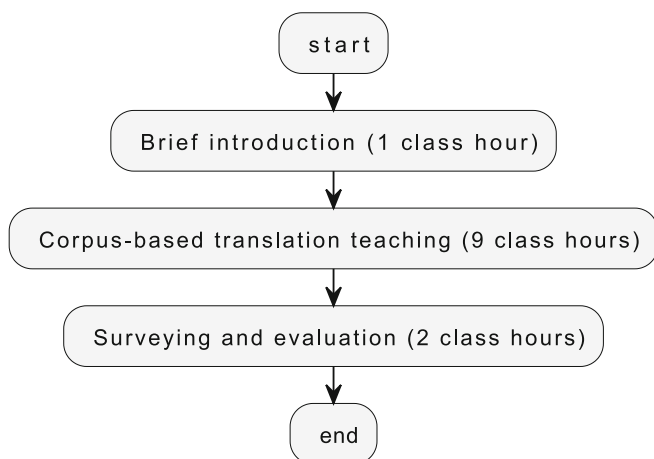 start
Brief introduction (1 class hour)
Corpus-based translation teaching (9 class hours)
Surveying and evaluation (2 class hours)
end